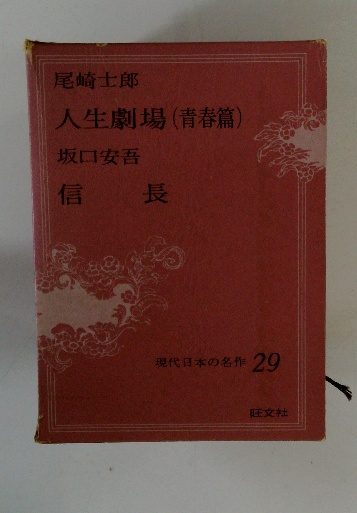 尾崎士郎
人生劇場(青春篇)
坂口安吾
信長
現代日本の名作 29
旺文社